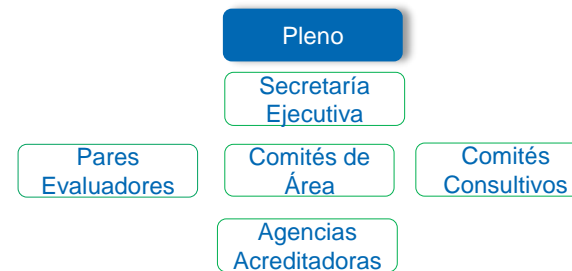 Pleno
Secretaría
Ejecutiva
Pares
Evaluadores
Comités de
Área
Comités
Consultivos
Agencias
Acreditadoras